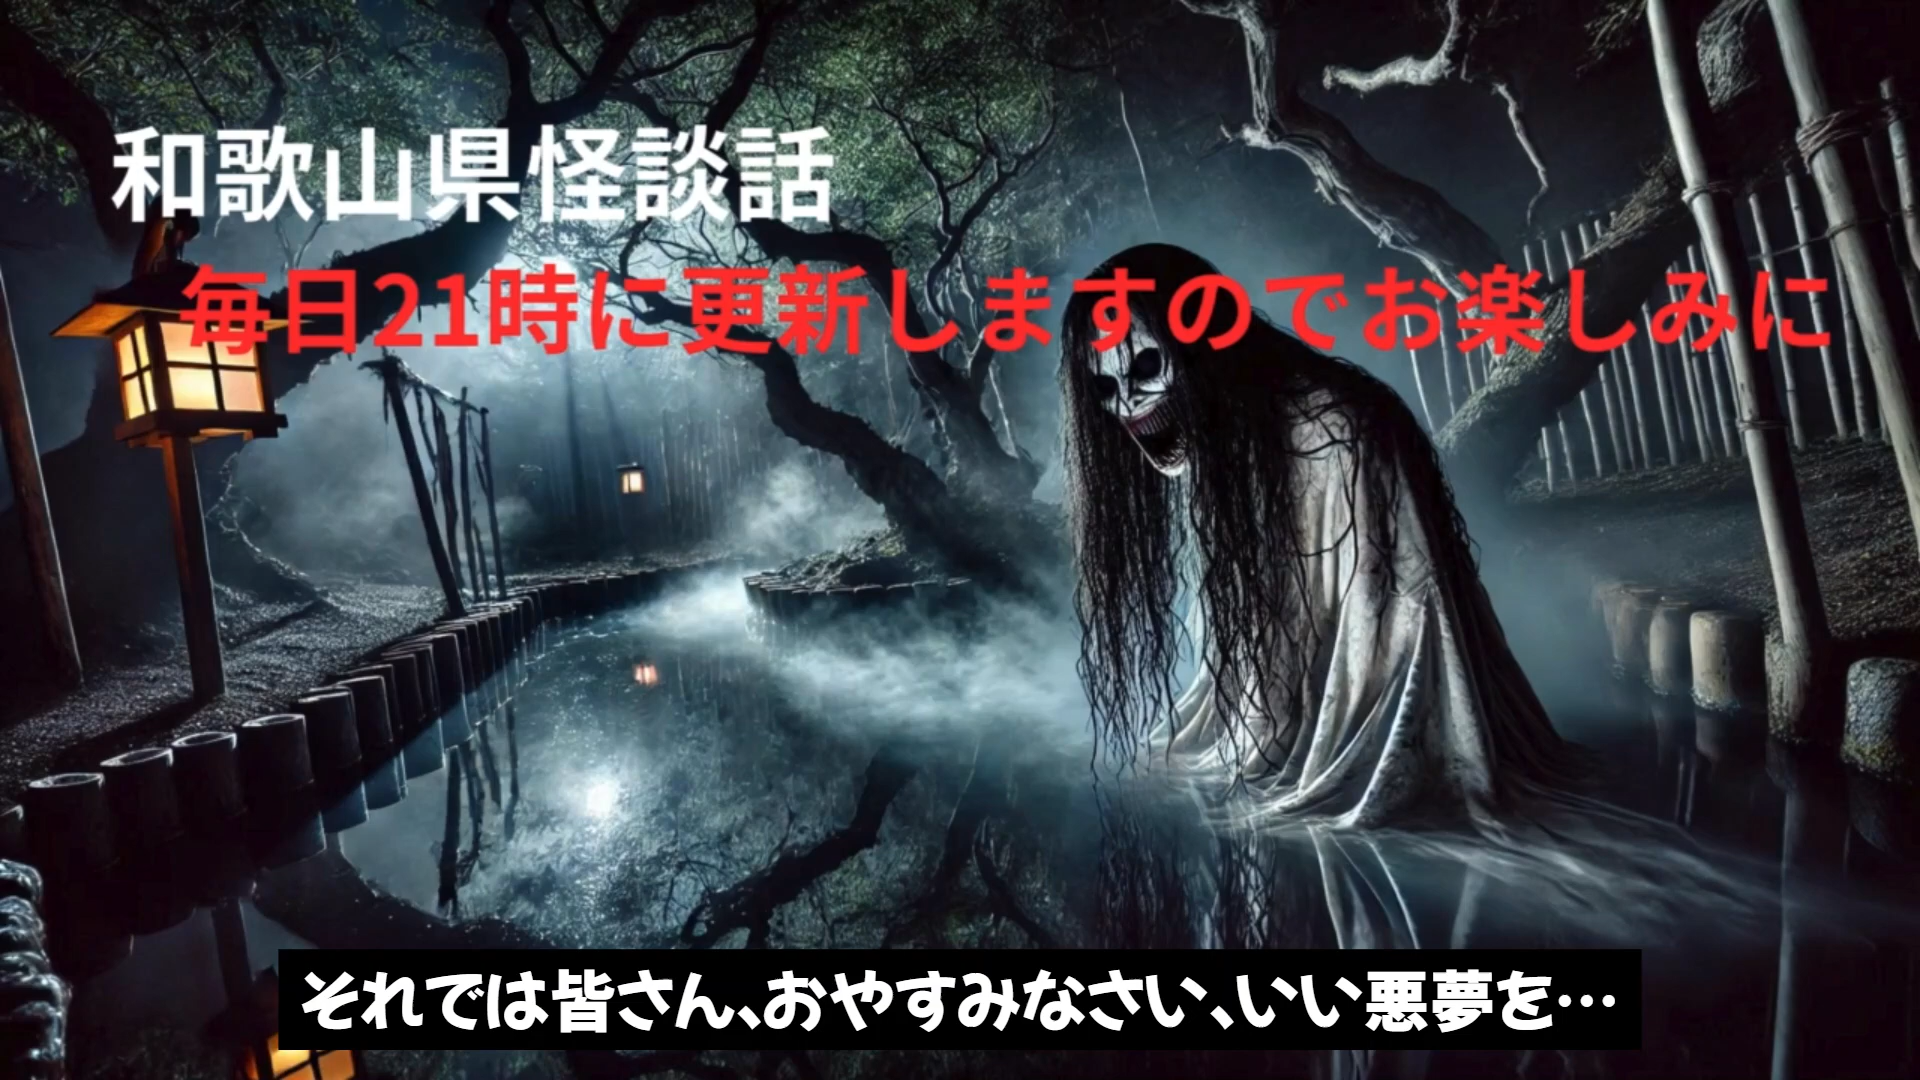 和歌山県怪談話
毎日21時に更新しますのでお楽しみに
それでは皆さん、おやすみなさい、いい悪夢を…